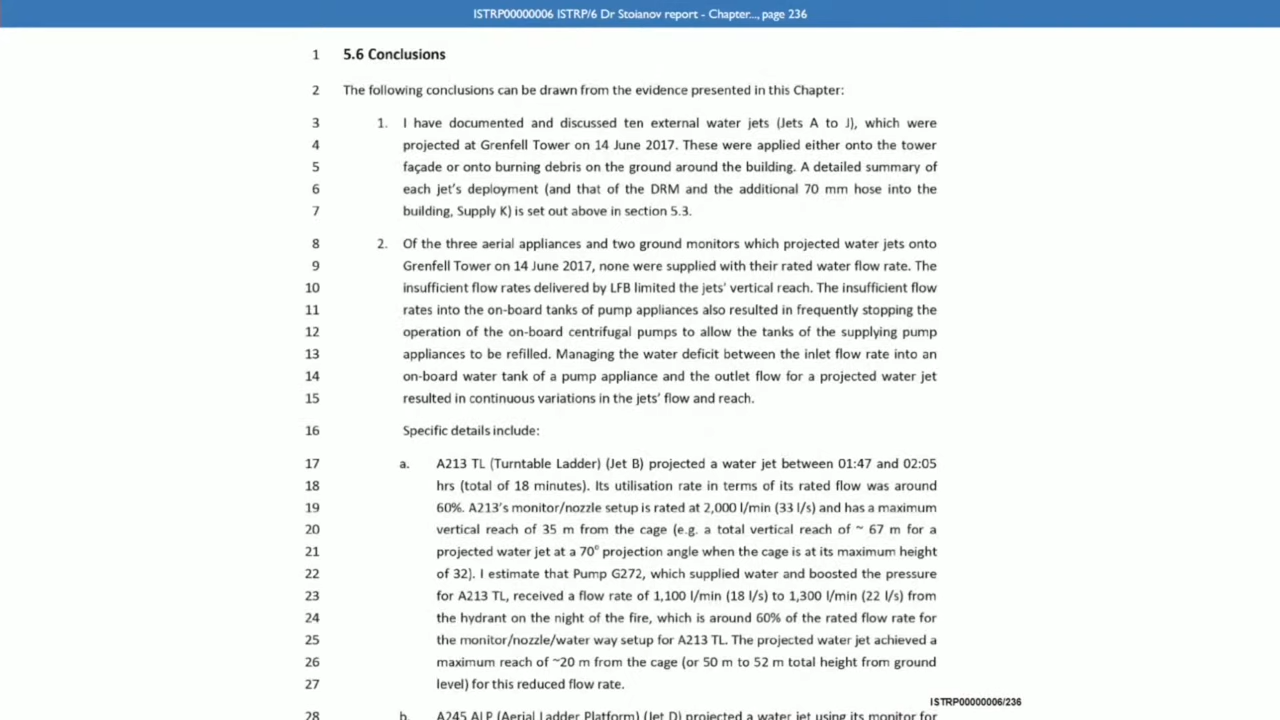 ISTRP00000006 ISTRP/6 Dr Stoianov report - Chapter..., page 236
1 5.6 Conclusions
2 The following conclusions can be drawn from the evidence presented in this Chapter:
3 1. I have documented and discussed ten external water jets (Jets A to J), which were
4 projected at Grenfell Tower on 14 June 2017. These were applied either onto the tower
5 façade or onto burning debris on the ground around the building. A detailed summary of
6 each jet's deployment (and that of the DRM and the additional 70 mm hose into the
7 building, Supply K) is set out above in section 5.3.
8 2. Of the three aerial appliances and two ground monitors which projected water jets onto
9 Grenfell Tower on 14 June 2017, none were supplied with their rated water flow rate. The
10 insufficient flow rates delivered by LFB limited the jets' vertical reach. The insufficient flow
11 rates into the on-board tanks of pump appliances also resulted in frequently stopping the
12 operation of the on-board centrifugal pumps to allow the tanks of the supplying pump
13 appliances to be refilled. Managing the water deficit between the inlet flow rate into an
14 on-board water tank of a pump appliance and the outlet flow for a projected water jet
15 resulted in continuous variations in the jets' flow and reach.
16 Specific details include:
17 a. A213 TL (Turntable Ladder) (Jet B) projected a water jet between 01:47 and 02:05
18 hrs (total of 18 minutes). Its utilisation rate in terms of its rated flow was around
19 60%. A213's monitor/nozzle setup is rated at 2,000 l/min (33 l/s) and has a maximum
20 vertical reach of 35 m from the cage (e.g. a total vertical reach of ~ 67 m for a
21 projected water jet at a 70° projection angle when the cage is at its maximum height
22 of 32). I estimate that Pump G272, which supplied water and boosted the pressure
23 for A213 TL, received a flow rate of 1,100 l/min (18 l/s) to 1,300 l/min (22 l/s) from
24 the hydrant on the night of the fire, which is around 60% of the rated flow rate for
25 the monitor/nozzle/water way setup for A213 TL. The projected water jet achieved a
26 maximum reach of ~20 m from the cage (or 50 m to 52 m total height from ground
27 level) for this reduced flow rate.
ISTRP00000006/236
28 b. A245 ALP (Aerial Ladder Platform) (Jet D) projected a water jet using its monitor for